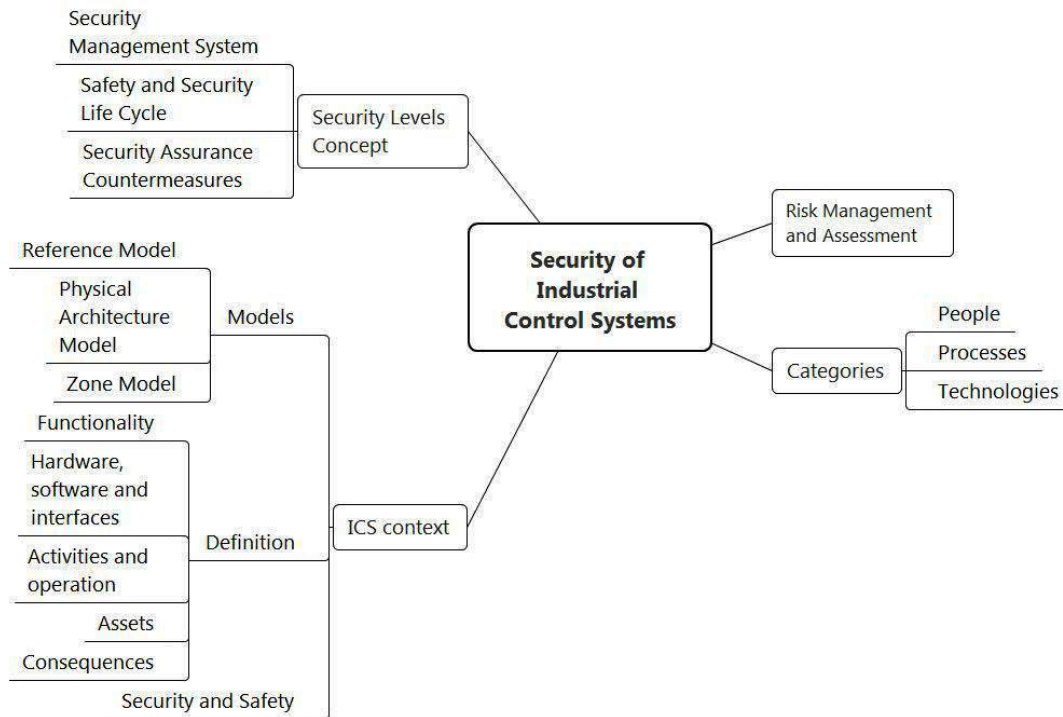 Security
Management System
Safety and Security
Life Cycle
Security Assurance
Countermeasures
Security Levels
Concept
Security of
Industrial
Control Systems
Risk Management
and Assessment
Categories
People
Processes
Technologies
ICS context
Models
Reference Model
Physical
Architecture
Model
Zone Model
Definition
Functionality
Hardware,
software and
interfaces
Activities and
operation
Assets
Consequences
Security and Safety